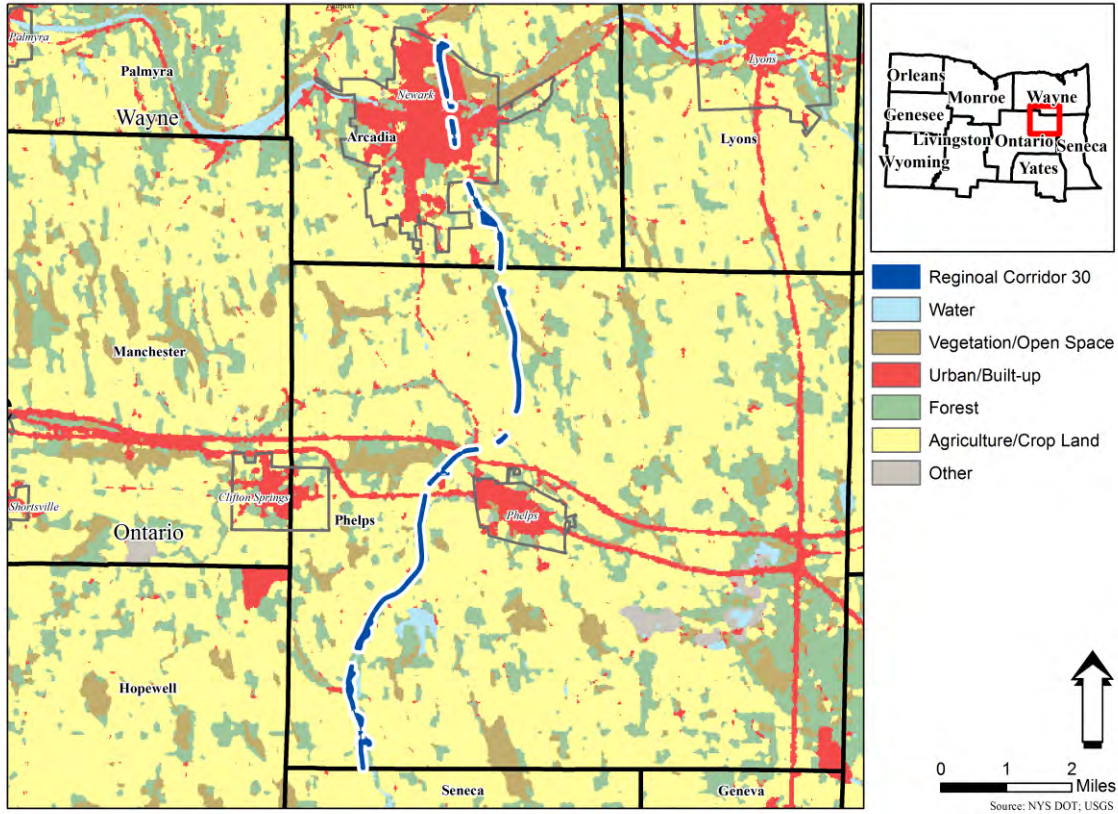 Palmyra
Palmyra
Wayne
Newark
Arcadia
Lyons
Lyons
Manchester
Clifton Springs
Shortsville
Phelps
Phelps
Ontario
Hopewell
Seneca
Geneva
Orleans
Monroe
Wayne
Genesee
Livingston
Ontario
Seneca
Wyoming
Yates
Reginoal Corridor 30
Water
Vegetation/Open Space
Urban/Built-up
Forest
Agriculture/Crop Land
Other
0 1 2
Miles
Source: NYS DOT; USGS